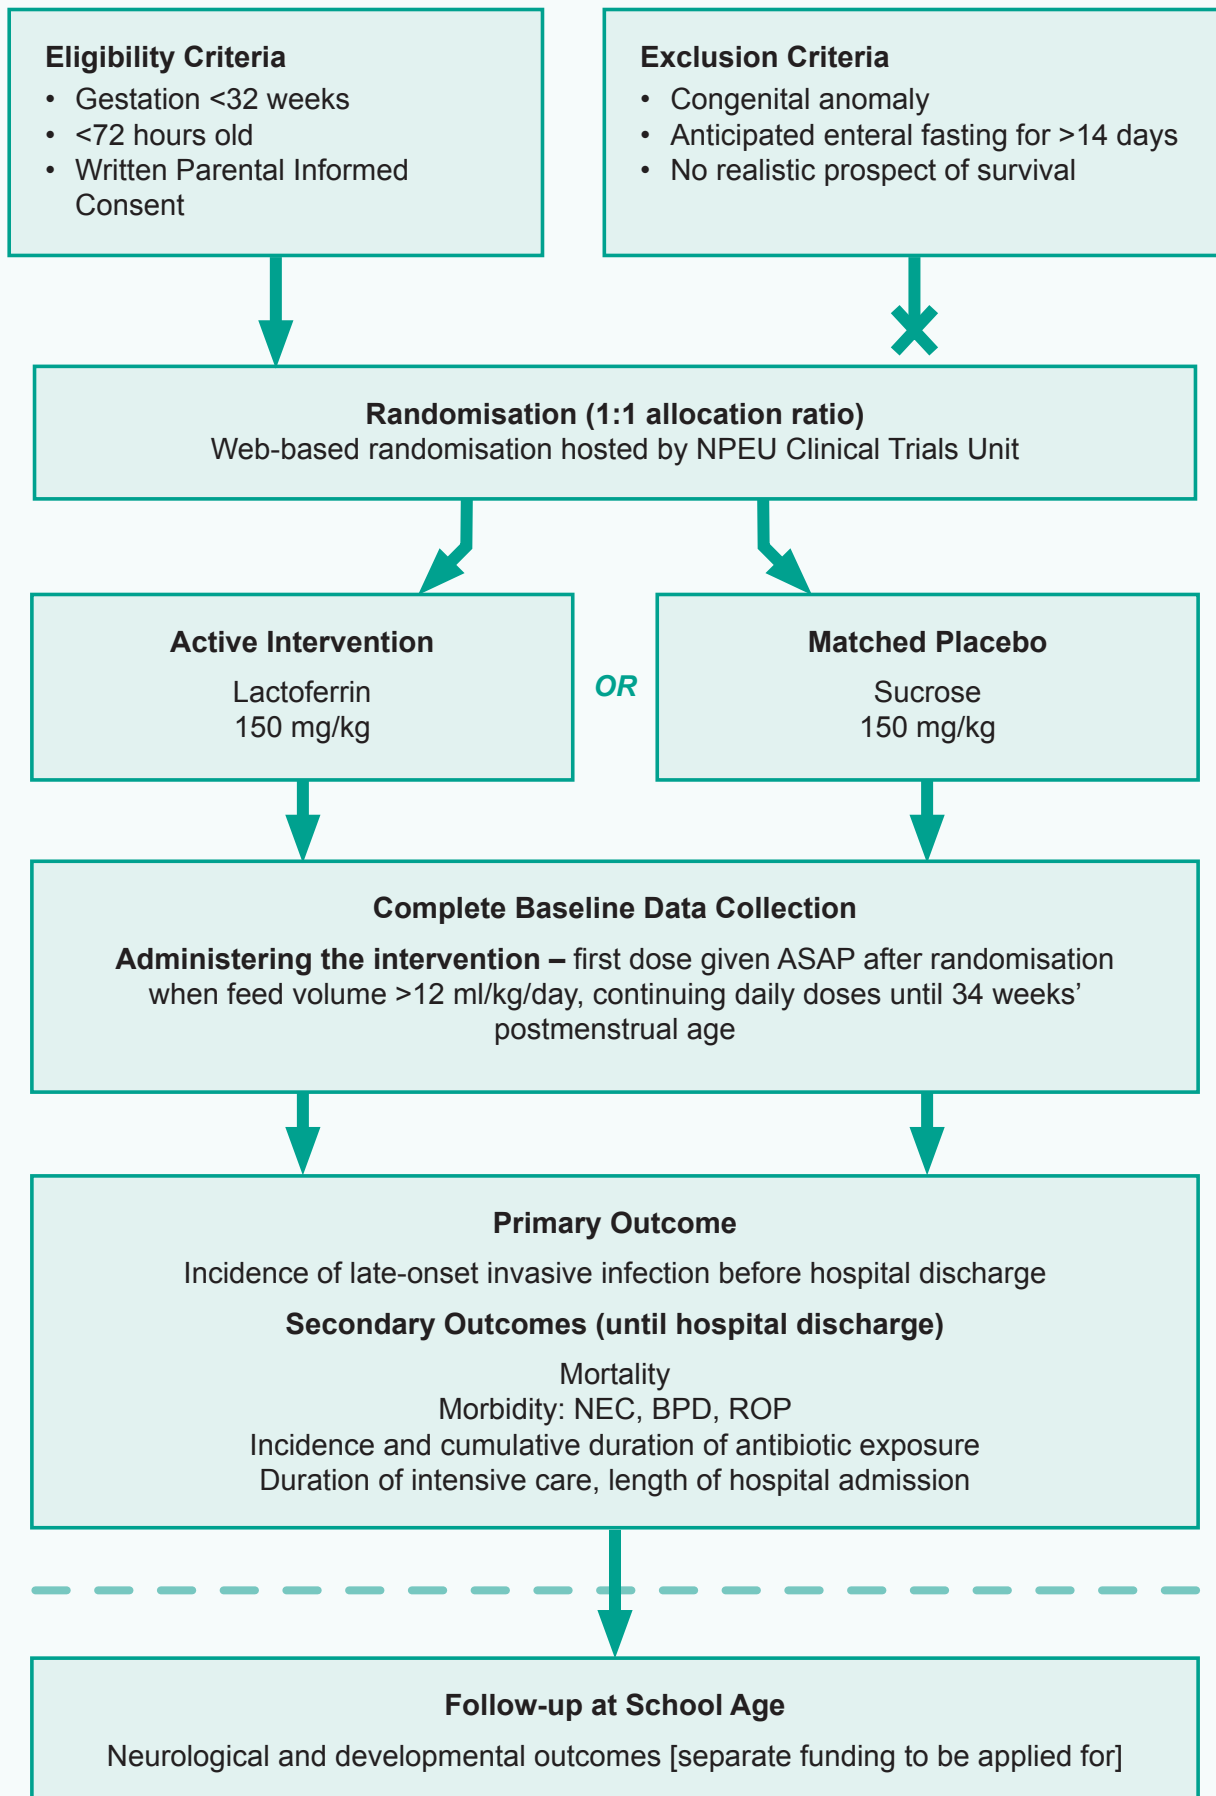 Eligibility Criteria
• Gestation <32 weeks
• <72 hours old
• Written Parental Informed
Consent
Exclusion Criteria
• Congenital anomaly
• Anticipated enteral fasting for >14 days
• No realistic prospect of survival
Randomisation (1:1 allocation ratio)
Web-based randomisation hosted by NPEU Clinical Trials Unit
Active Intervention
Lactoferrin
150 mg/kg
OR
Matched Placebo
Sucrose
150 mg/kg
Complete Baseline Data Collection
Administering the intervention – first dose given ASAP after randomisation
when feed volume >12 ml/kg/day, continuing daily doses until 34 weeks’
postmenstrual age
Primary Outcome
Incidence of late-onset invasive infection before hospital discharge
Secondary Outcomes (until hospital discharge)
Mortality
Morbidity: NEC, BPD, ROP
Incidence and cumulative duration of antibiotic exposure
Duration of intensive care, length of hospital admission
Follow-up at School Age
Neurological and developmental outcomes [separate funding to be applied for]